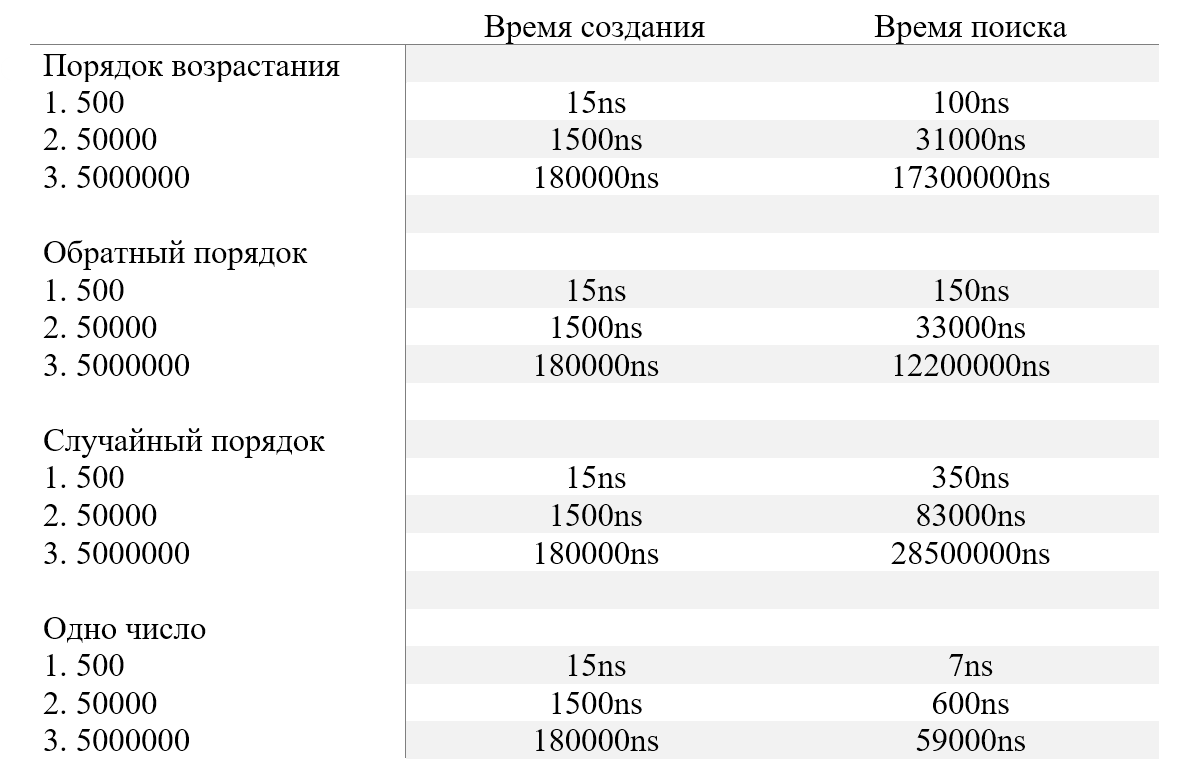 Время создания Время поиска
Порядок возрастания
1. 500 15ns 100ns
2. 50000 1500ns 31000ns
3. 5000000 180000ns 17300000ns
Обратный порядок
1. 500 15ns 150ns
2. 50000 1500ns 33000ns
3. 5000000 180000ns 12200000ns
Случайный порядок
1. 500 15ns 350ns
2. 50000 1500ns 83000ns
3. 5000000 180000ns 28500000ns
Одно число
1. 500 15ns 7ns
2. 50000 1500ns 600ns
3. 5000000 180000ns 59000ns